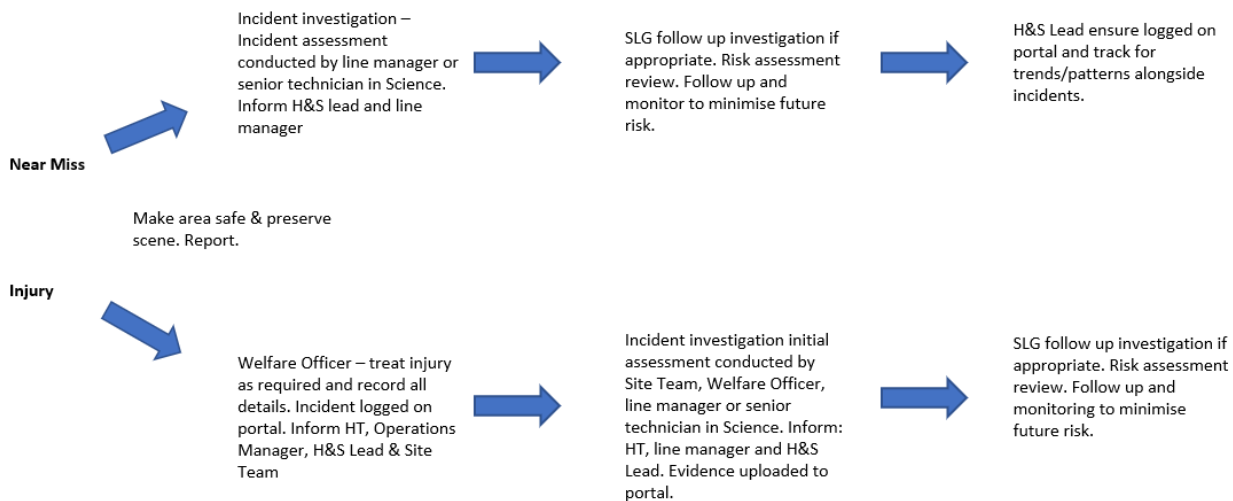 Incident investigation –
Incident assessment
conducted by line manager or
senior technician in Science.
Inform H&S lead and line
manager
SLG follow up investigation if
appropriate. Risk assessment
review. Follow up and
monitor to minimise future
risk.
H&S Lead ensure logged on
portal and track for
trends/patterns alongside
incidents.
Near Miss
Make area safe & preserve
scene. Report.
Injury
Welfare Officer – treat injury
as required and record all
details. Incident logged on
portal. Inform HT, Operations
Manager, H&S Lead & Site
Team
Incident investigation initial
assessment conducted by
Site Team, Welfare Officer,
line manager or senior
technician in Science. Inform:
HT, line manager and H&S
Lead. Evidence uploaded to
portal.
SLG follow up investigation if
appropriate. Risk assessment
review. Follow up and
monitoring to minimise
future risk.